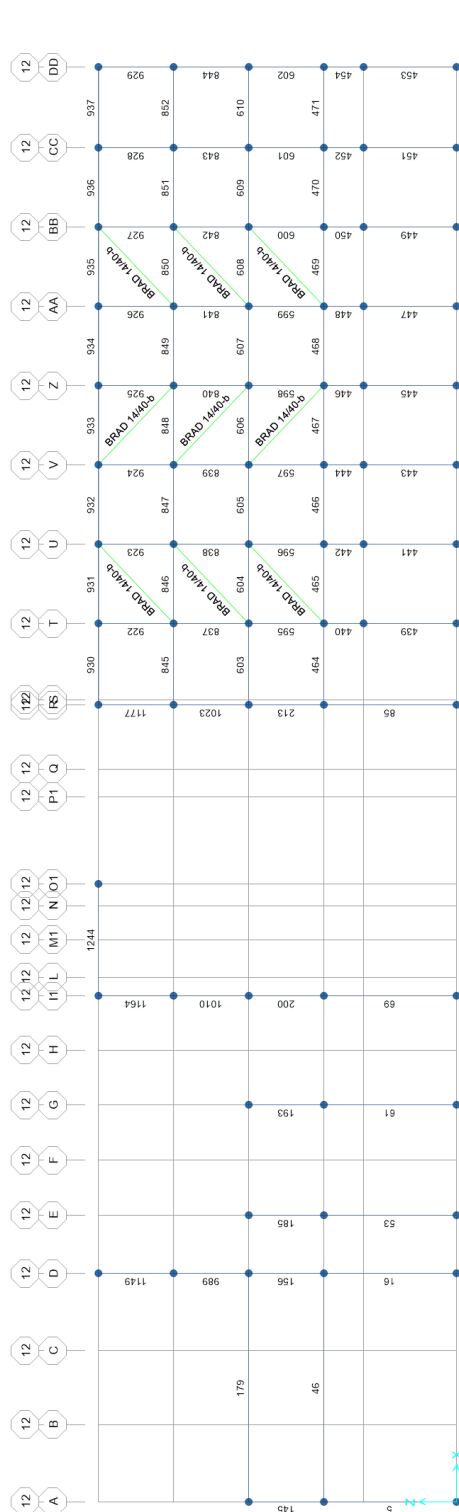 12 DD
929 844 602 454 453
937 852 610 471
12 CC
928 843 601 452 451
936 851 609 470
12 BB
927 842 600 450 449
935 BRAD 14/40-b 850 BRAD 14/40-b 608 BRAD 14/40-b 469
12 AA
926 841 599 448 447
934 849 607 468
12 Z
925 840 598 446 445
933 BRAD 14/40-b 848 BRAD 14/40-b 606 BRAD 14/40-b 467
12 V
924 839 597 444 443
932 847 605 466
12 U
923 838 596 442 441
931 BRAD 14/40-b 846 BRAD 14/40-b 604 BRAD 14/40-b 465
12 T
922 837 595 440 439
930 845 603 464
12 S
12 R
1177 1023 213 85
12 Q
12 P1
12 O1
12 N
12 M1
1244
12 L
12 I1
1164 1010 200 69
12 H
12 G
193 61
12 F
12 E
185 53
12 D
1149 989 156 16
12 C
179 46
12 B
X
12 A
145 5 Z